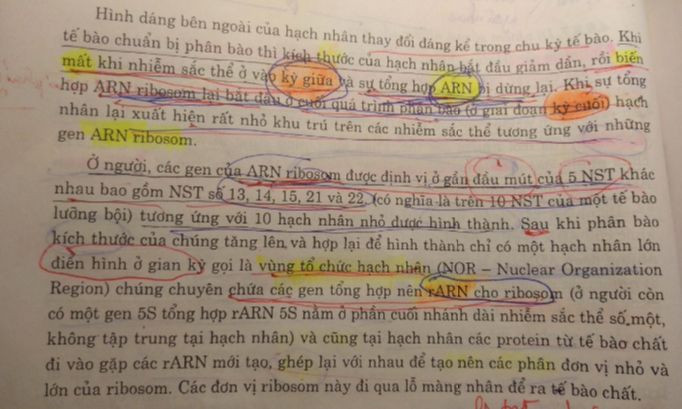 Hình dáng bên ngoài của hạch nhân thay đổi đáng kể trong chu kỳ tế bào. Khi
tế bào chuẩn bị phân bào thì kích thước của hạch nhân bắt đầu giảm dần, rồi biến
mất khi nhiễm sắc thể ở vào kỳ giữa và sự tổng hợp ARN bị dừng lại. Khi sự tổng
hợp ARN ribosom lại bắt đầu ở cuối quá trình phân bào (ở giai đoạn kỳ cuối) hạch
nhân lại xuất hiện rất nhỏ khu trú trên các nhiễm sắc thể tương ứng với những
gen ARN ribosom.
Ở người, các gen của ARN ribosom được định vị ở gần đầu mút của 5 NST khác
nhau bao gồm NST số 13, 14, 15, 21 và 22 (có nghĩa là trên 10 NST của một tế bào
lưỡng bội) tương ứng với 10 hạch nhân nhỏ được hình thành. Sau khi phân bào
kích thước của chúng tăng lên và hợp lại để hình thành chỉ có một hạch nhân lớn
điển hình ở gian kỳ gọi là vùng tổ chức hạch nhân (NOR – Nuclear Organization
Region) chúng chuyên chứa các gen tổng hợp nên rARN cho ribosom (ở người còn
có một gen 5S tổng hợp rARN 5S nằm ở phần cuối nhánh dài nhiễm sắc thể số một,
không tập trung tại hạch nhân) và cũng tại hạch nhân các protein từ tế bào chất
đi vào gặp các rARN mới tạo, ghép lại với nhau để tạo nên các phân đơn vị nhỏ và
lớn của ribosom. Các đơn vị ribosom này đi qua lỗ màng nhân để ra tế bào chất.